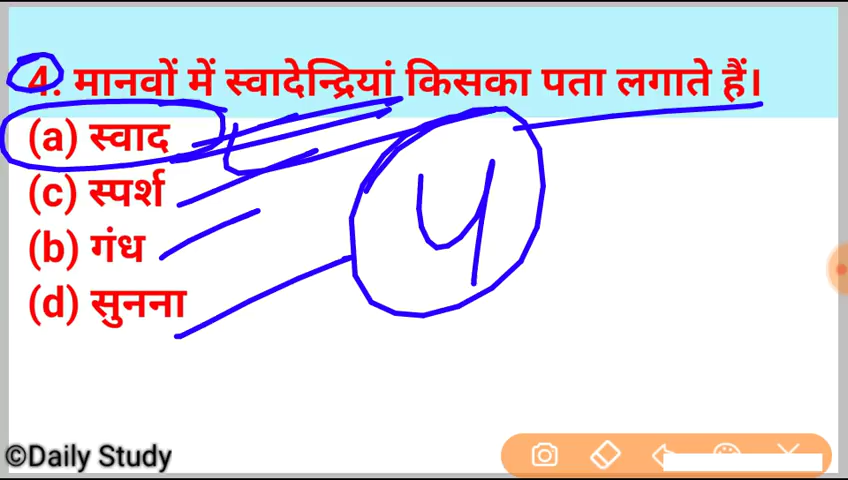 4. मानवों में स्वादेन्द्रियां किसका पता लगाते हैं।
(a) स्वाद
(c) स्पर्श
(b) गंध
(d) सुनना
4
©Daily Study